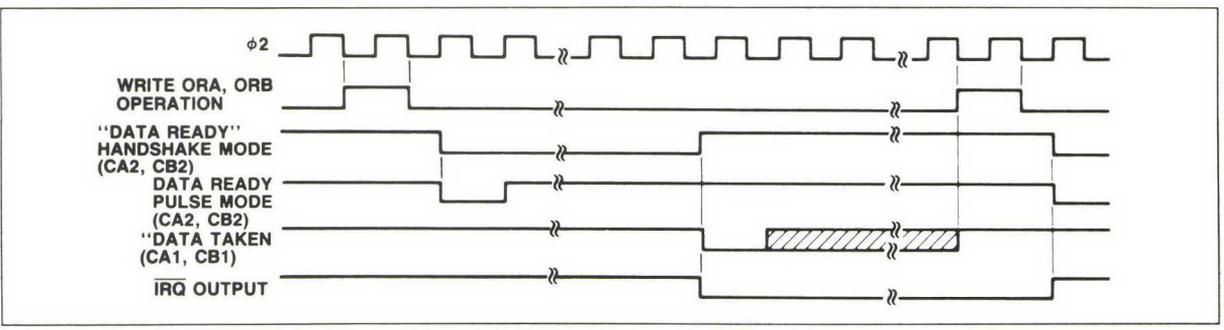 ϕ2
WRITE ORA, ORB
OPERATION
‘‘DATA READY’’
HANDSHAKE MODE
(CA2, CB2)
DATA READY
PULSE MODE
(CA2, CB2)
‘‘DATA TAKEN
(CA1, CB1)
I̅R̅Q̅ OUTPUT